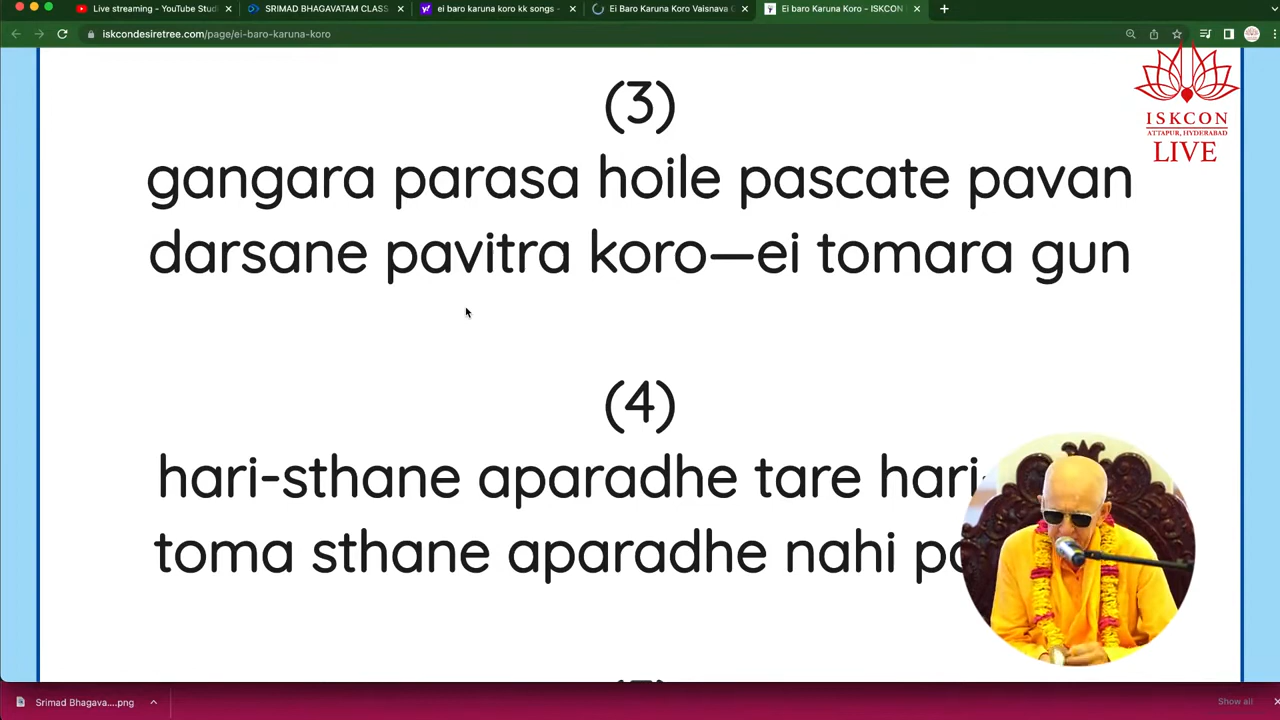 Live streaming - YouTube Stud
SRIMAD BHAGAVATAM CLASS
ei baro karuna koro kk songs -
Ei Baro Karuna Koro Vaisnava
Ei baro Karuna Koro – ISKCON
iskcondesiretree.com/page/ei-baro-karuna-koro
ISKCON
ATTAPUR, HYDERABAD
LIVE
(3)
gangara parasa hoile pascate pavan
darsane pavitra koro—ei tomara gun
(4)
hari-sthane aparadhe tare hari-
toma sthane aparadhe nahi
Srimad Bhagava....png
Show all